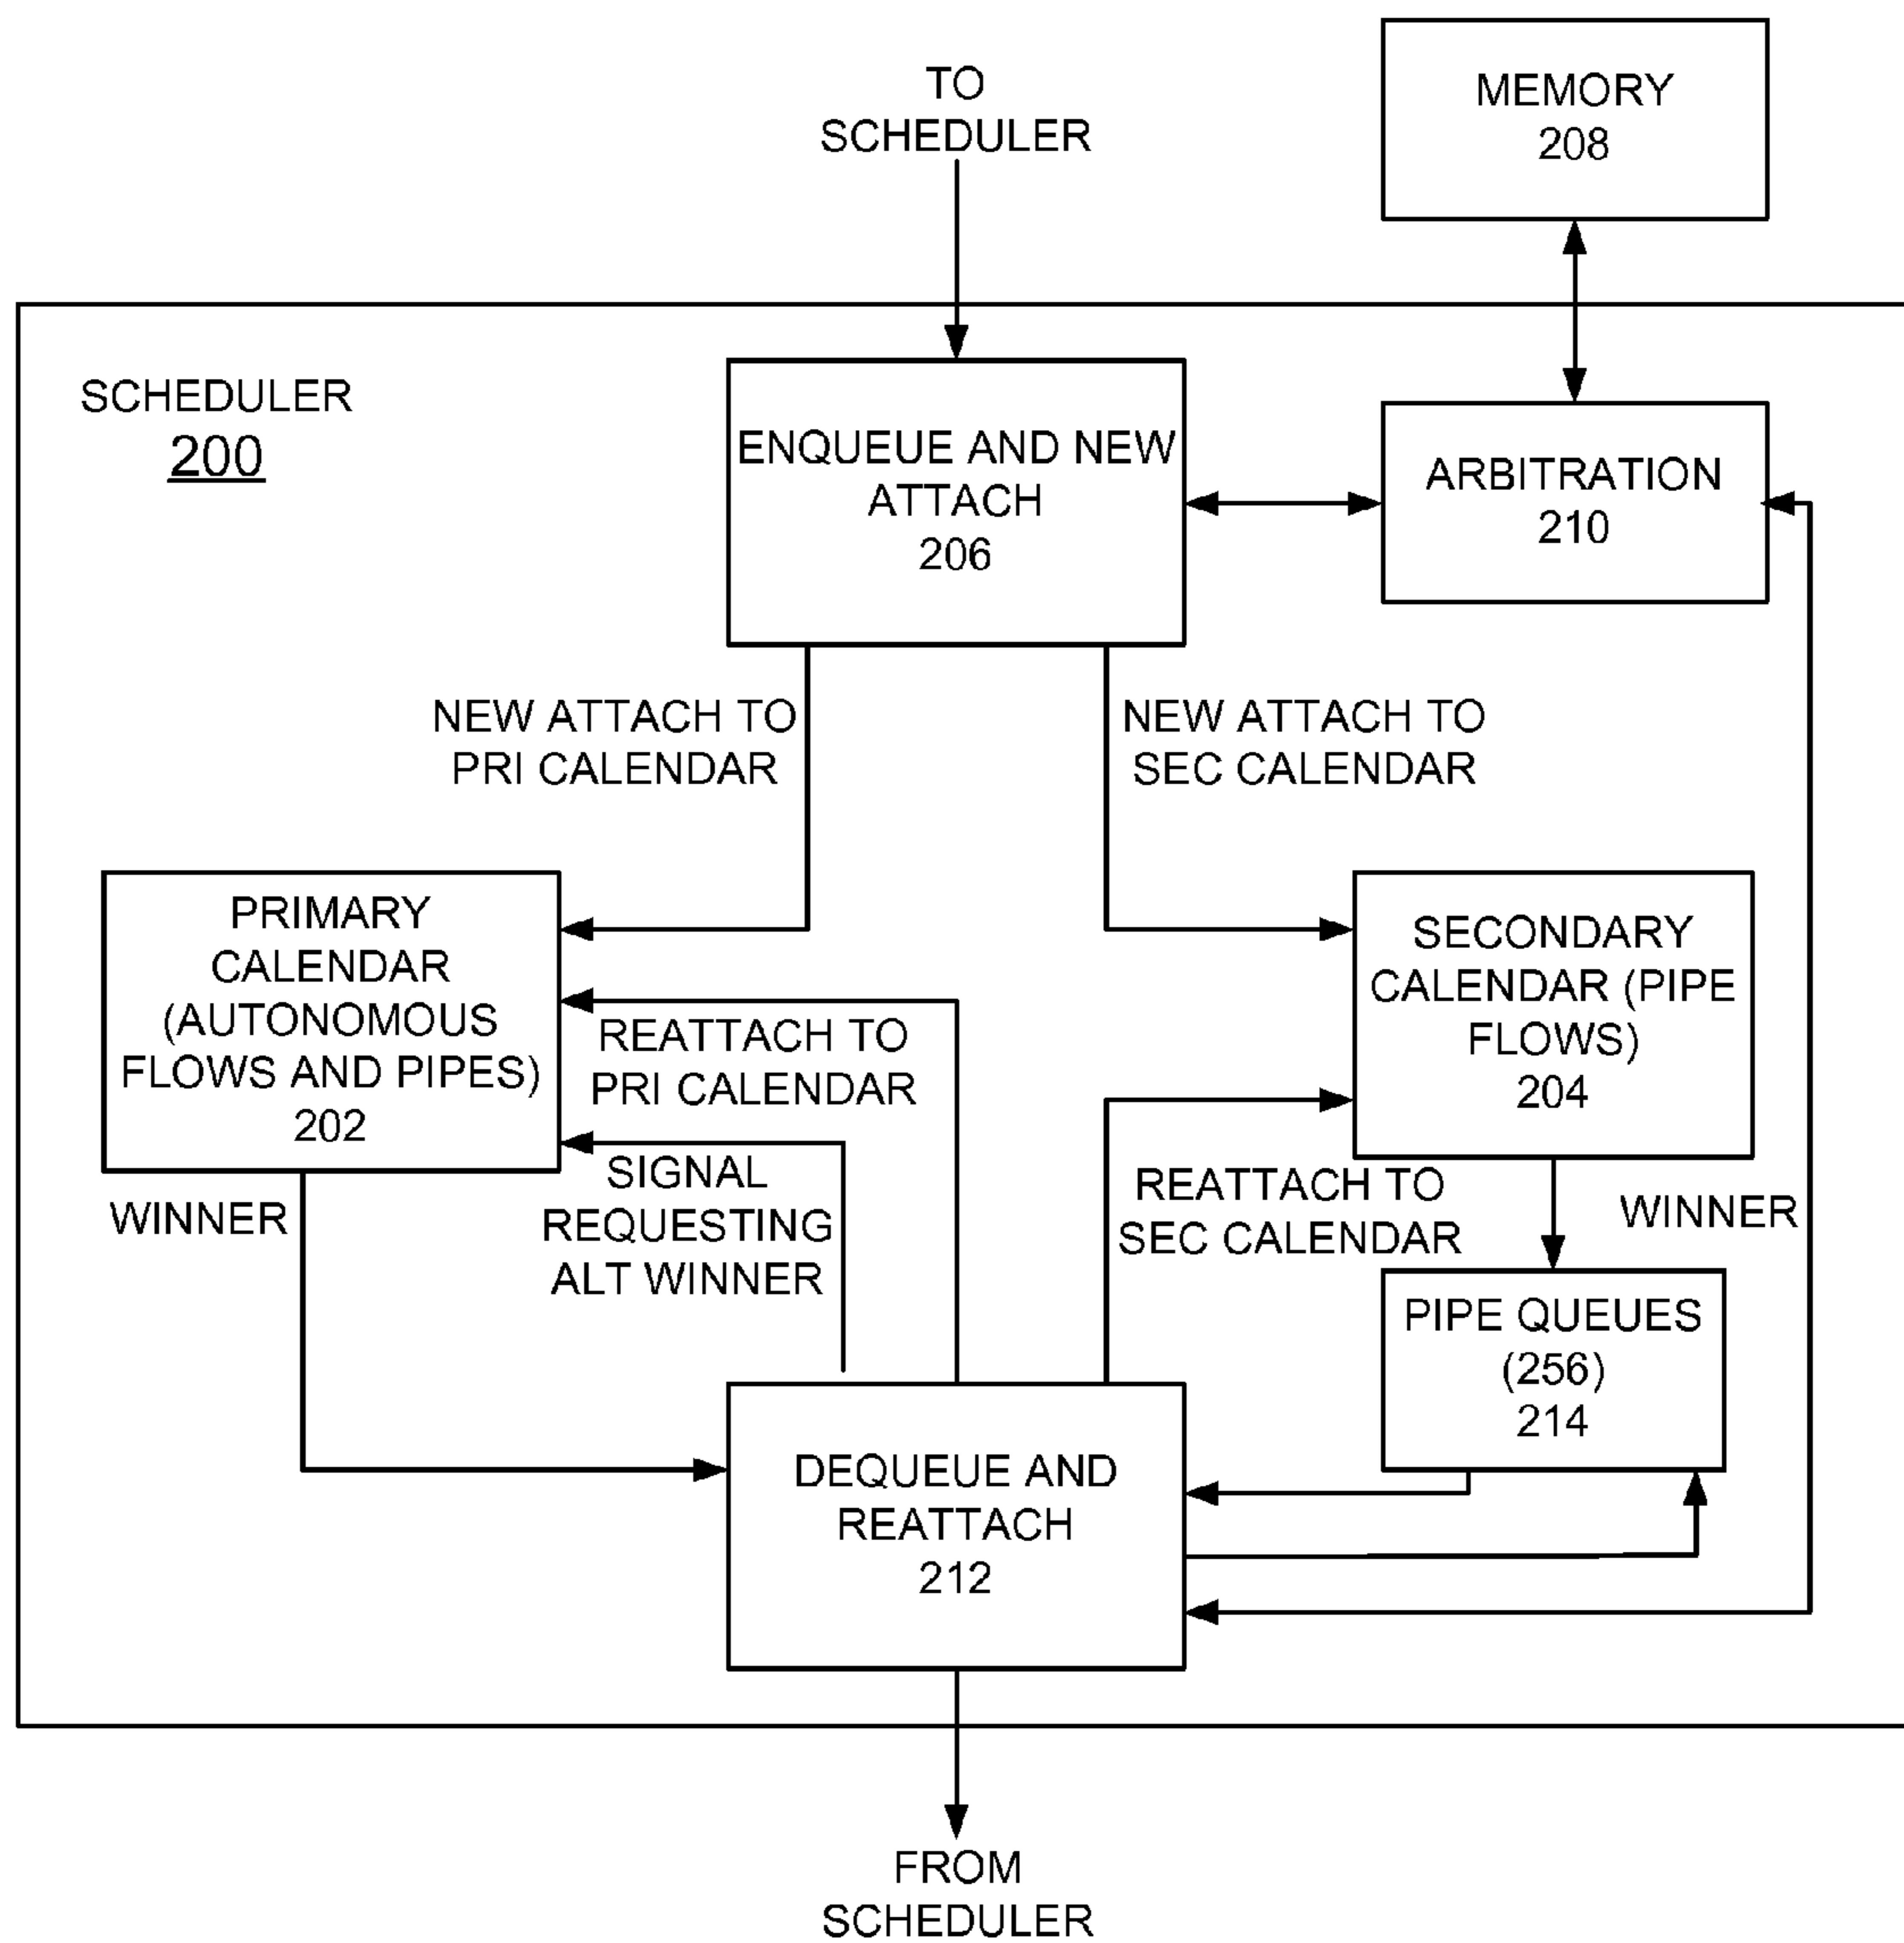 TO
SCHEDULER
MEMORY
208
SCHEDULER
200
ENQUEUE AND NEW
ATTACH
206
ARBITRATION
210
NEW ATTACH TO
PRI CALENDAR
NEW ATTACH TO
SEC CALENDAR
PRIMARY
CALENDAR
(AUTONOMOUS
FLOWS AND PIPES)
202
SECONDARY
CALENDAR (PIPE
FLOWS)
204
REATTACH TO
PRI CALENDAR
WINNER
SIGNAL
REQUESTING
ALT WINNER
REATTACH TO
SEC CALENDAR
WINNER
PIPE QUEUES
(256)
214
DEQUEUE AND
REATTACH
212
FROM
SCHEDULER